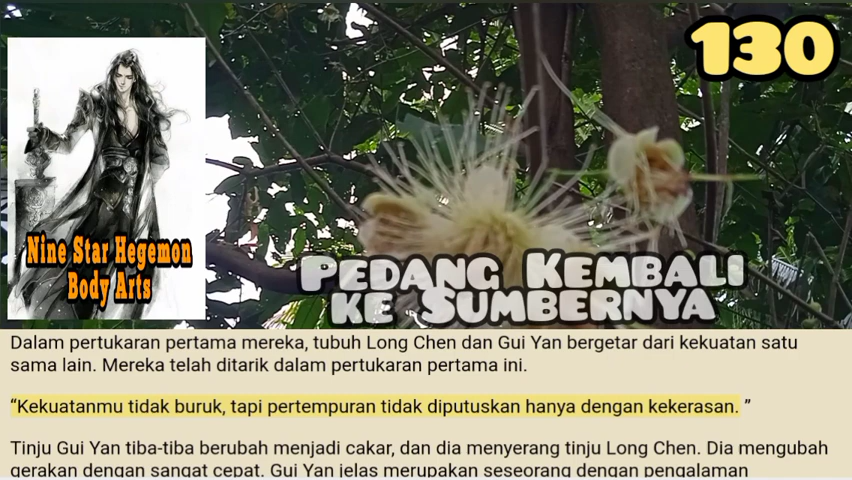 130
Nine Star Hegemon
Body Arts
PEDANG KEMBALI
KE SUMBERNYA
Dalam pertukaran pertama mereka, tubuh Long Chen dan Gui Yan bergetar dari kekuatan satu
sama lain. Mereka telah ditarik dalam pertukaran pertama ini.
“Kekuatanmu tidak buruk, tapi pertempuran tidak diputuskan hanya dengan kekerasan. ”
Tinju Gui Yan tiba-tiba berubah menjadi cakar, dan dia menyerang tinju Long Chen. Dia mengubah
gerakan dengan sangat cepat. Gui Yan jelas merupakan seseorang dengan pengalaman